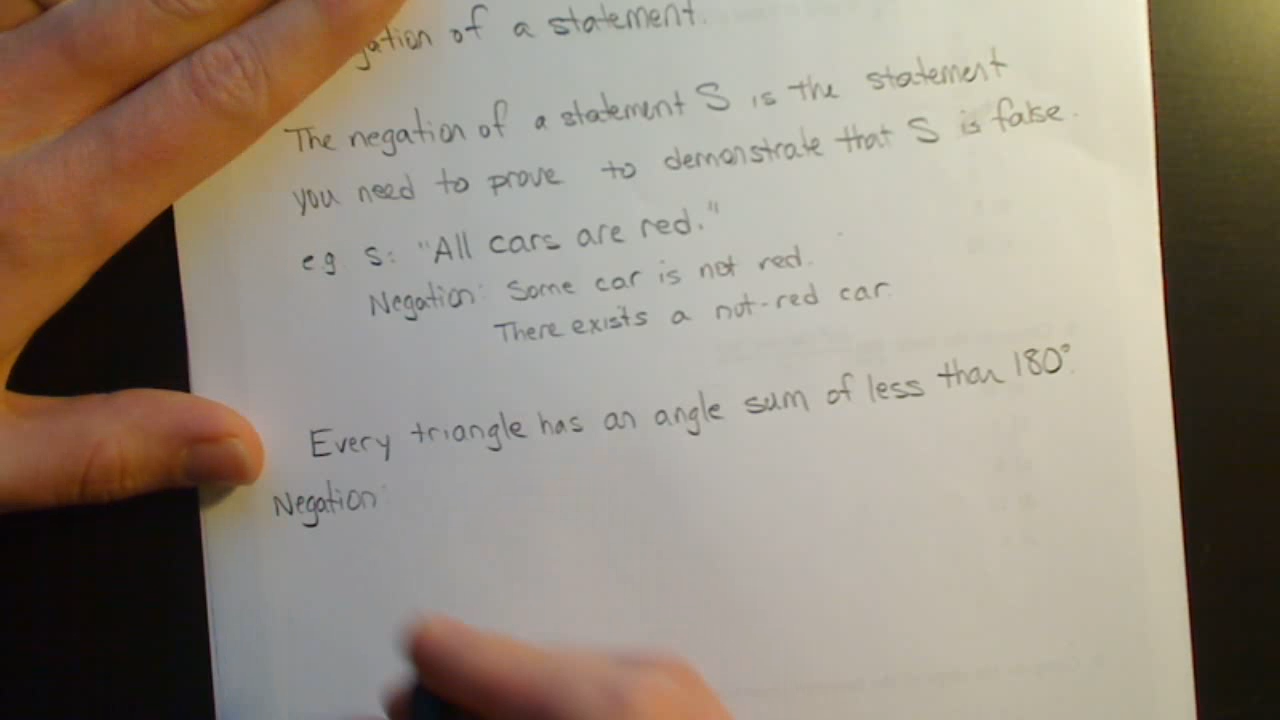 of a statement.
The negation of a statement S is the statement
you need to prove to demonstrate that S is false.
eg S: "All cars are red."
Negation: Some car is not red.
There exists a not-red car.
Every triangle has an angle sum of less than 180°.
Negation: